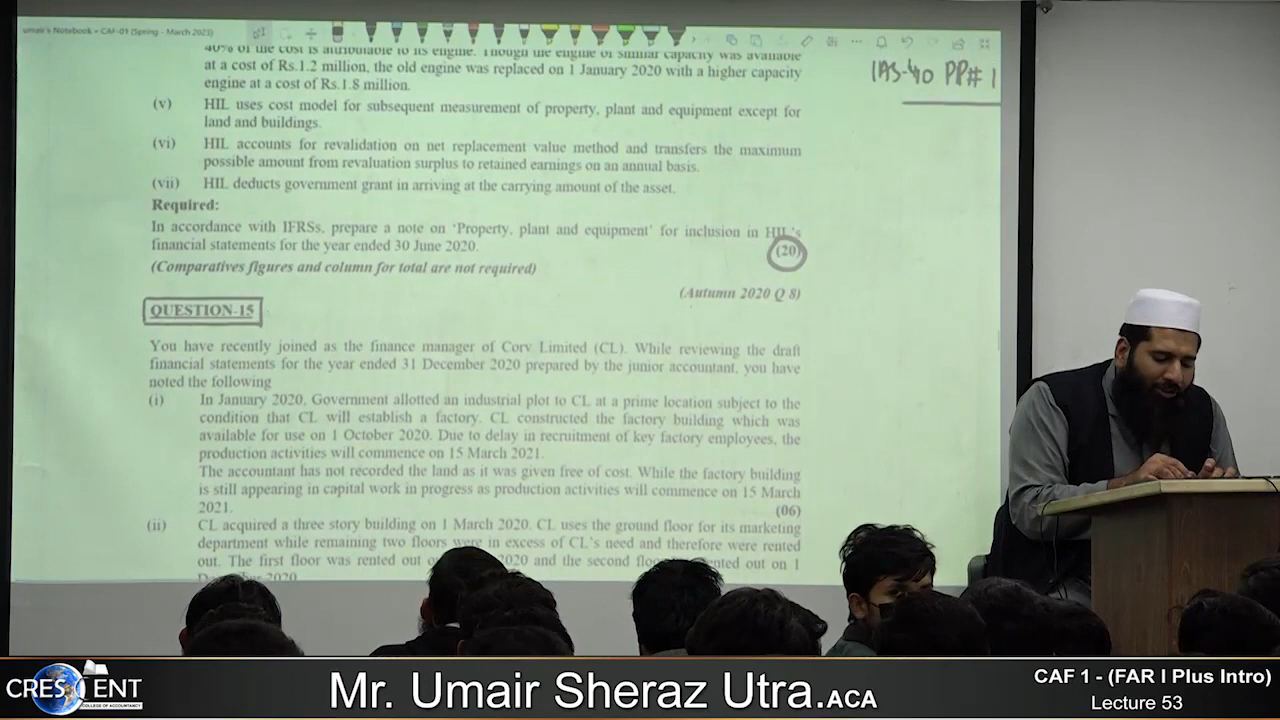 umair's Notebook • CAF-01 (Spring - March 2023)
40% of the cost is attributable to its engine. Though the engine of similar capacity was available
at a cost of Rs.1.2 million, the old engine was replaced on 1 January 2020 with a higher capacity
engine at a cost of Rs.1.8 million.
IAS-40 PP# 1
(v) HIL uses cost model for subsequent measurement of property, plant and equipment except for
land and buildings.
(vi) HIL accounts for revalidation on net replacement value method and transfers the maximum
possible amount from revaluation surplus to retained earnings on an annual basis.
(vii) HIL deducts government grant in arriving at the carrying amount of the asset.
Required:
In accordance with IFRSs, prepare a note on 'Property, plant and equipment' for inclusion in HIL's
financial statements for the year ended 30 June 2020. (20)
(Comparatives figures and column for total are not required)
(Autumn 2020 Q 8)
QUESTION-15
You have recently joined as the finance manager of Corv Limited (CL). While reviewing the draft
financial statements for the year ended 31 December 2020 prepared by the junior accountant, you have
noted the following
(i) In January 2020, Government allotted an industrial plot to CL at a prime location subject to the
condition that CL will establish a factory. CL constructed the factory building which was
available for use on 1 October 2020. Due to delay in recruitment of key factory employees, the
production activities will commence on 15 March 2021.
The accountant has not recorded the land as it was given free of cost. While the factory building
is still appearing in capital work in progress as production activities will commence on 15 March
2021. (06)
(ii) CL acquired a three story building on 1 March 2020. CL uses the ground floor for its marketing
department while remaining two floors were in excess of CL's need and therefore were rented
out. The first floor was rented out 2020 and the second rented out on 1
2020
CRESCENT
COLLEGE OF ACCOUNTANCY
Mr. Umair Sheraz Utra.ACA
CAF 1 - (FAR I Plus Intro)
Lecture 53